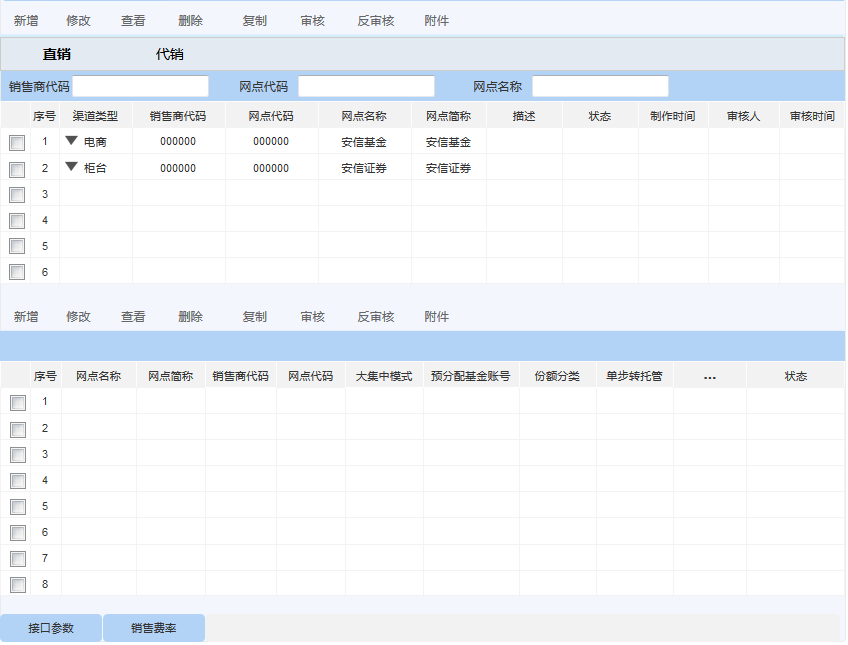 新增 修改 查看 删除 复制 审核 反审核 附件
直销 代销
销售商代码 网点代码 网点名称
序号 渠道类型 销售商代码 网点代码 网点名称 网点简称 描述 状态 制作时间 审核人 审核时间
1 ▼ 电商 000000 000000 安信基金 安信基金
2 ▼ 柜台 000000 000000 安信证券 安信证券
3
4
5
6
新增 修改 查看 删除 复制 审核 反审核 附件
序号 网点名称 网点简称 销售商代码 网点代码 大集中模式 预分配基金账号 份额分类 单步转托管 ... 状态
1
2
3
4
5
6
7
8
接口参数 销售费率